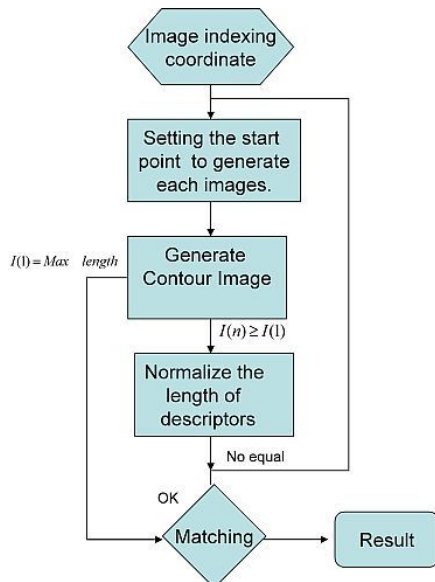 Image indexing
coordinate
Setting the start
point to generate
each images.
I(1) = Max length
Generate
Contour Image
I(n) ≥ I(1)
Normalize the
length of
descriptors
No equal
OK
Matching
Result